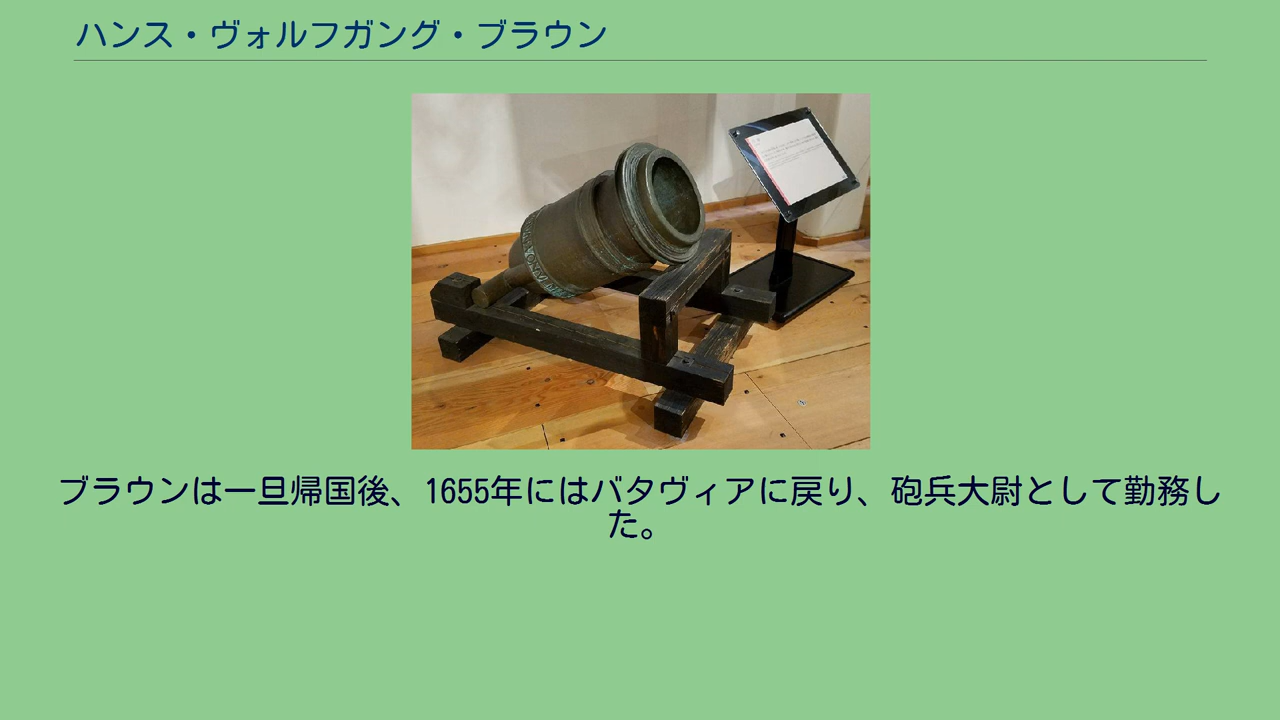 ハンス・ヴォルフガング・ブラウン
ブラウンは一旦帰国後、1655年にはバタヴィアに戻り、砲兵大尉として勤務し
た。